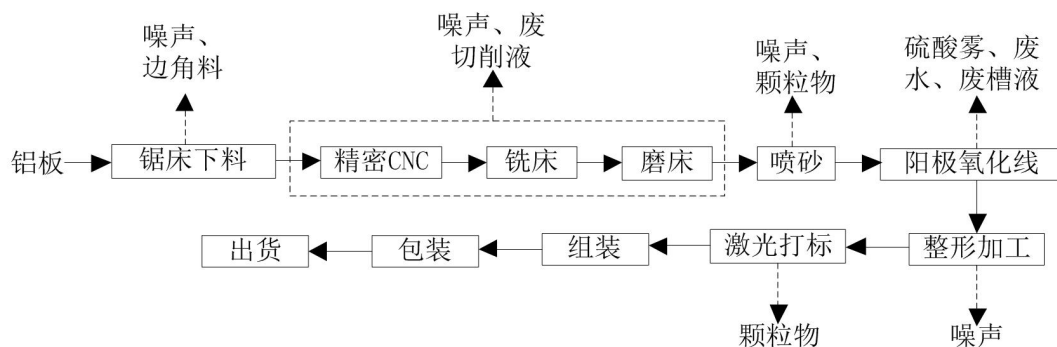 噪声、
边角料
噪声、废
切削液
噪声、
颗粒物
硫酸雾、废
水、废槽液
铝板
锯床下料
精密CNC
铣床
磨床
喷砂
阳极氧化线
出货
包装
组装
激光打标
整形加工
颗粒物
噪声